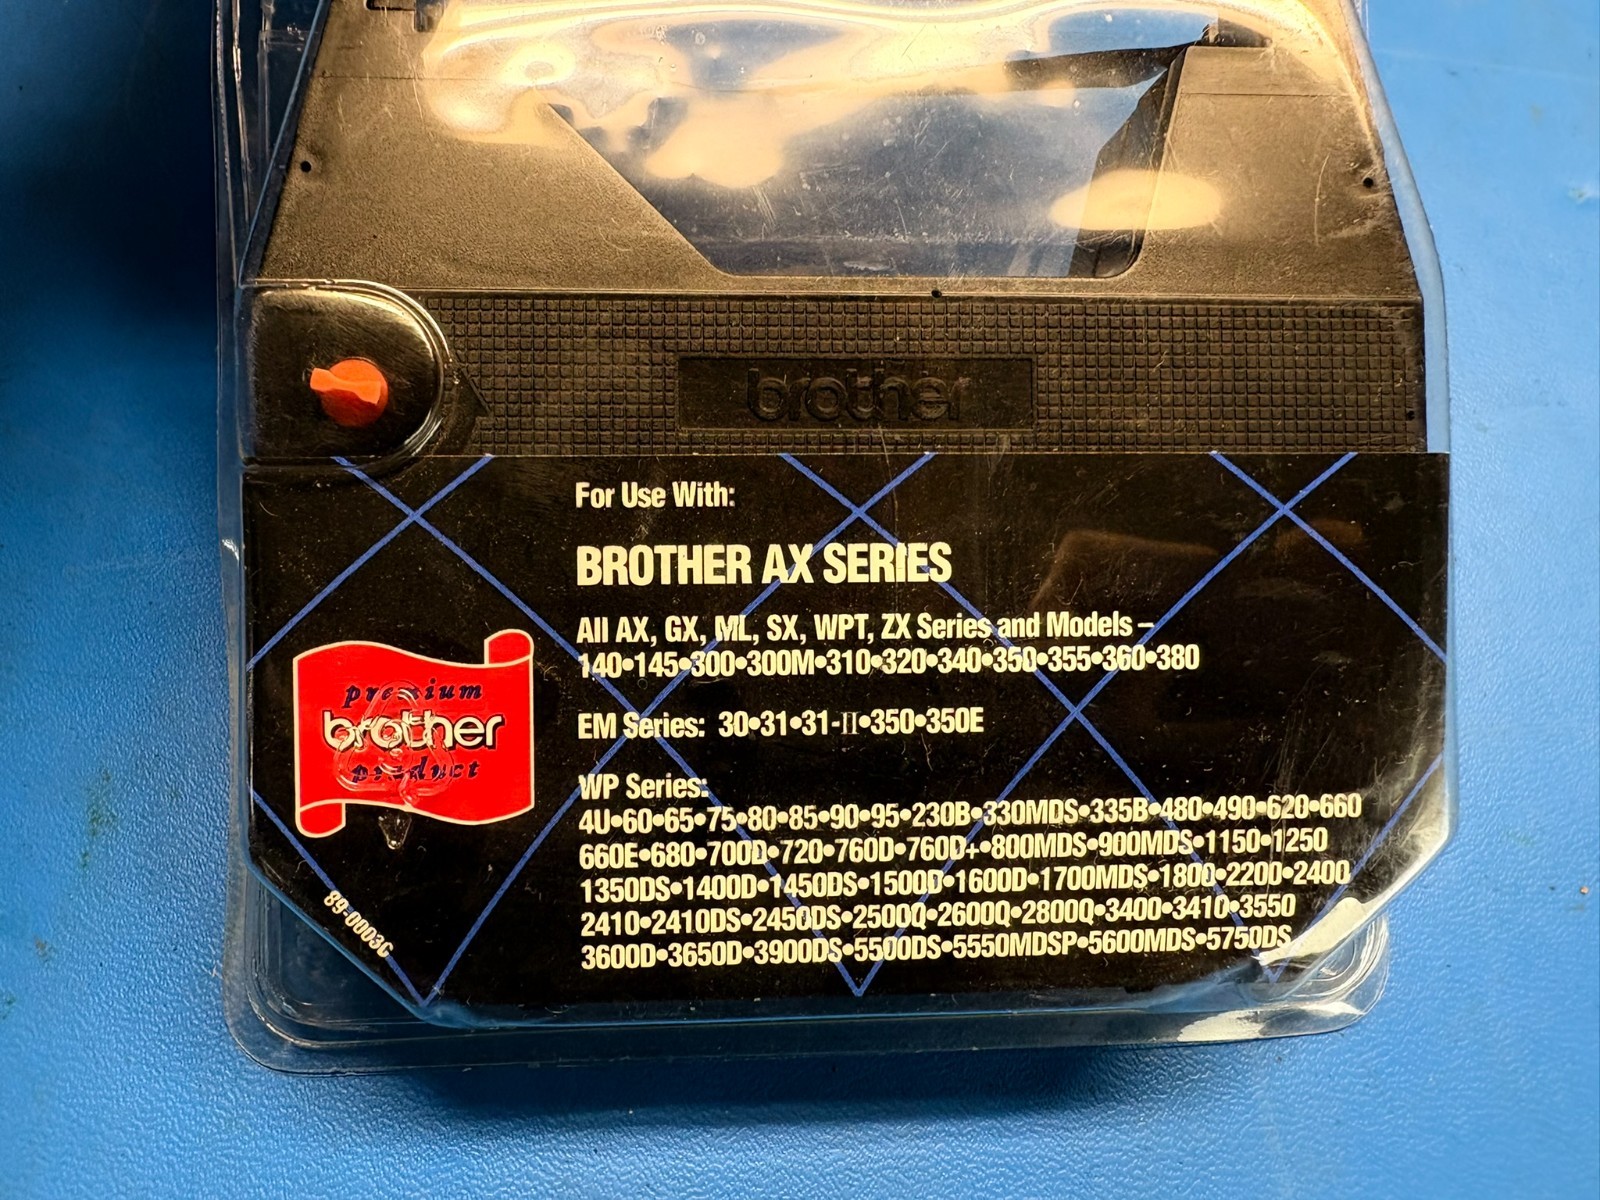 brother
For Use With:
BROTHER AX SERIES
All AX, GX, ML, SX, WPT, ZX Series and Models –
140•145•300•300M•310•320•340•350•355•360•380
EM Series: 30•31•31-II•350•350E
WP Series:
4U•60•65•75•80•85•90•95•230B•330MDS•335B•480•490•620•660
660E•680•700D•720•760D•760D+•800MDS•900MDS•1150•1250
1350DS•1400D•1450DS•1500D•1600D•1700MDS•1800•2200•2400
2410•2410DS•2450DS•2500Q•2600Q•2800Q•3400•3410•3550
3600D•3650D•3900DS•5500DS•5550MDSP•5600MDS•5750DS
premium
brother
product
89-0003C